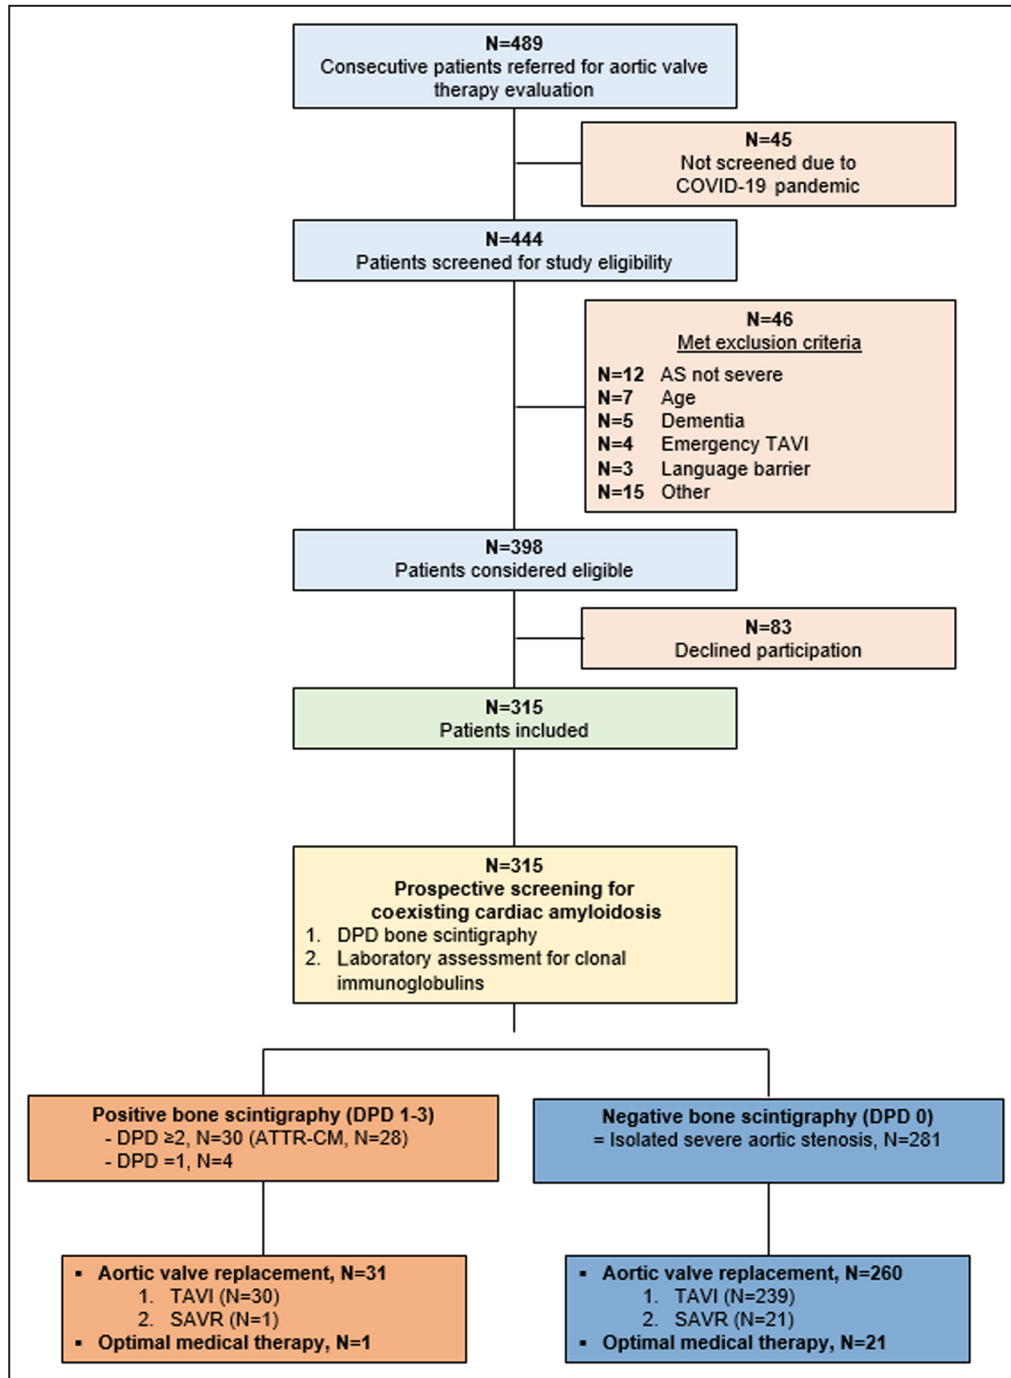 N=489
Consecutive patients referred for aortic valve
therapy evaluation
N=45
Not screened due to
COVID-19 pandemic
N=444
Patients screened for study eligibility
N=46
Met exclusion criteria
N=12 AS not severe
N=7 Age
N=5 Dementia
N=4 Emergency TAVI
N=3 Language barrier
N=15 Other
N=398
Patients considered eligible
N=83
Declined participation
N=315
Patients included
N=315
Prospective screening for
coexisting cardiac amyloidosis
1. DPD bone scintigraphy
2. Laboratory assessment for clonal
immunoglobulins
Positive bone scintigraphy (DPD 1-3)
- DPD ≥2, N=30 (ATTR-CM, N=28)
- DPD =1, N=4
Negative bone scintigraphy (DPD 0)
= Isolated severe aortic stenosis, N=281
▪ Aortic valve replacement, N=31
1. TAVI (N=30)
2. SAVR (N=1)
▪ Optimal medical therapy, N=1
▪ Aortic valve replacement, N=260
1. TAVI (N=239)
2. SAVR (N=21)
▪ Optimal medical therapy, N=21